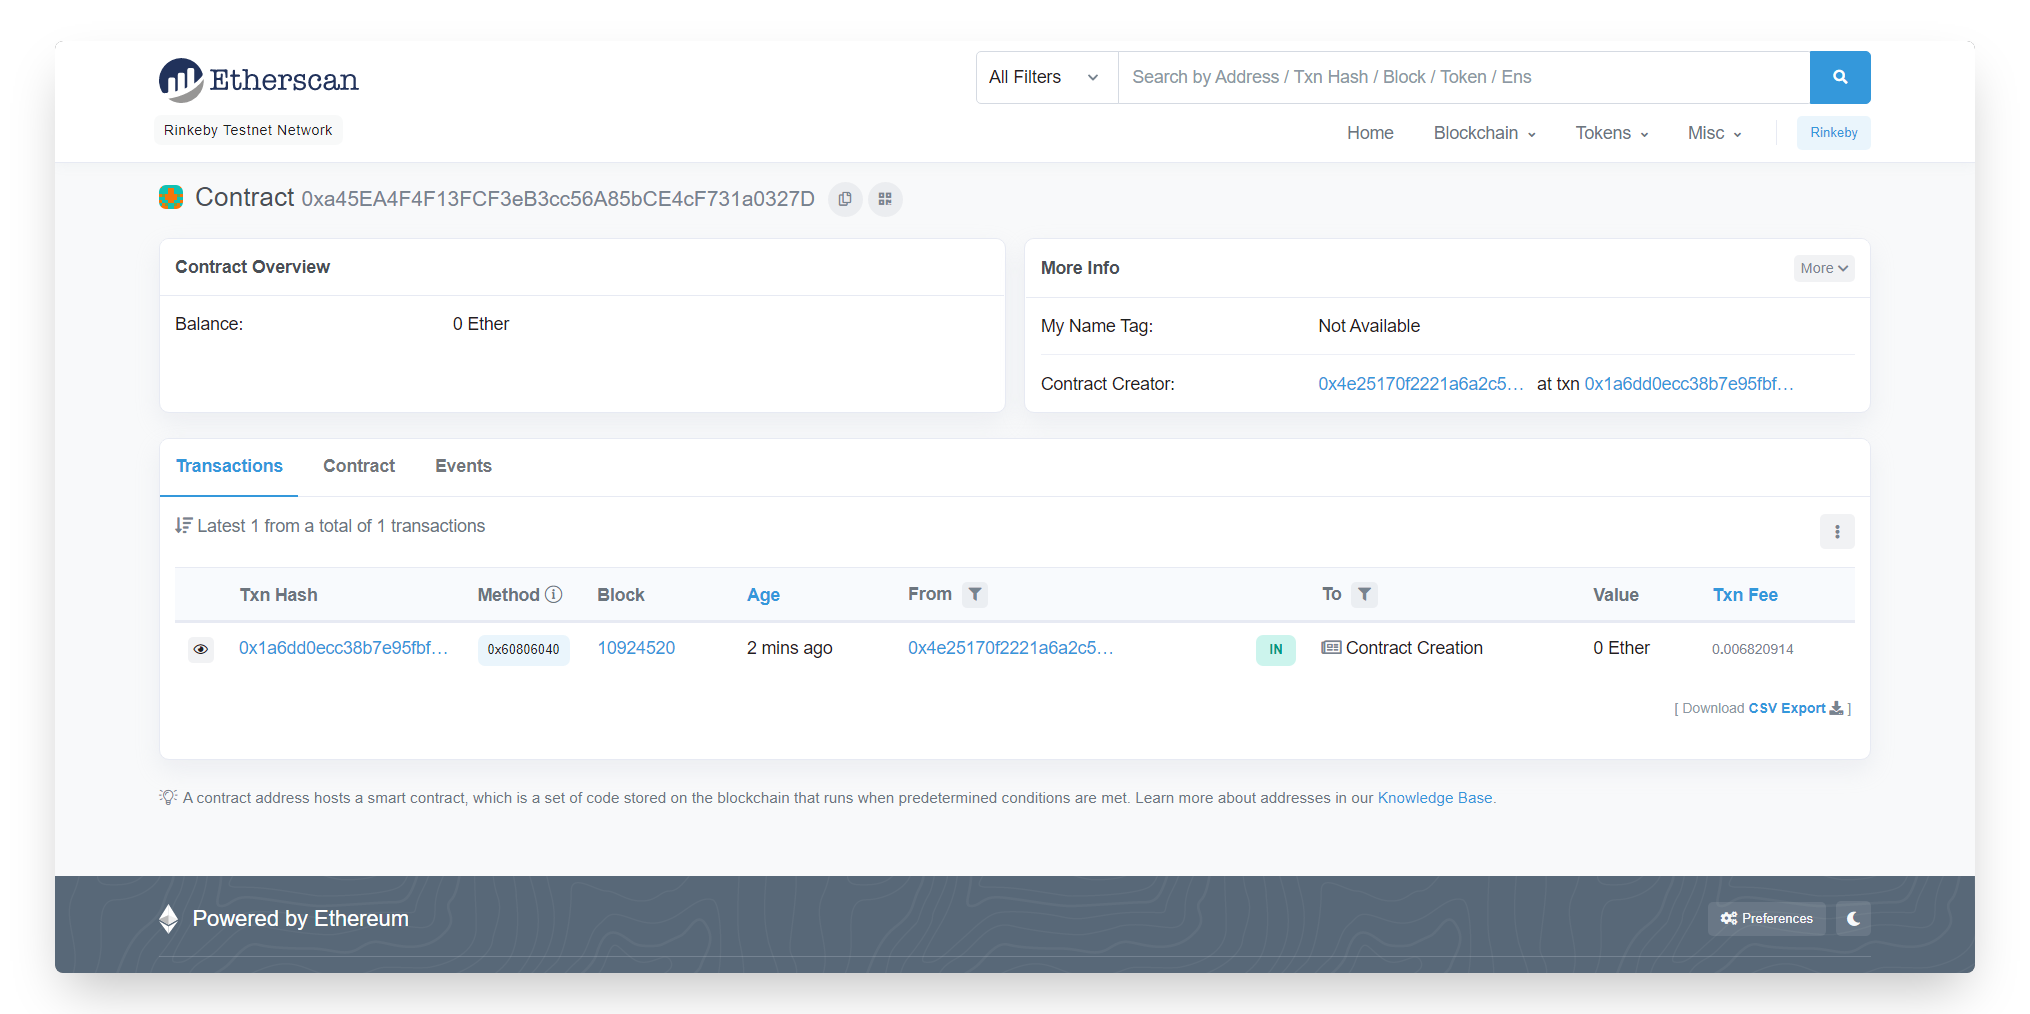 Etherscan
All Filters
Search by Address / Txn Hash / Block / Token / Ens
Rinkeby Testnet Network
Home Blockchain Tokens Misc Rinkeby
Contract 0xa45EA4F4F13FCF3eB3cc56A85bCE4cF731a0327D
Contract Overview
Balance: 0 Ether
More Info More
My Name Tag: Not Available
Contract Creator: 0x4e25170f2221a6a2c5... at txn 0x1a6dd0ecc38b7e95fbf...
Transactions Contract Events
Latest 1 from a total of 1 transactions
Txn Hash Method Block Age From To Value Txn Fee
0x1a6dd0ecc38b7e95fbf... 0x60806040 10924520 2 mins ago 0x4e25170f2221a6a2c5... IN Contract Creation 0 Ether 0.006820914
[ Download CSV Export ]
A contract address hosts a smart contract, which is a set of code stored on the blockchain that runs when predetermined conditions are met. Learn more about addresses in our Knowledge Base.
Powered by Ethereum
Preferences